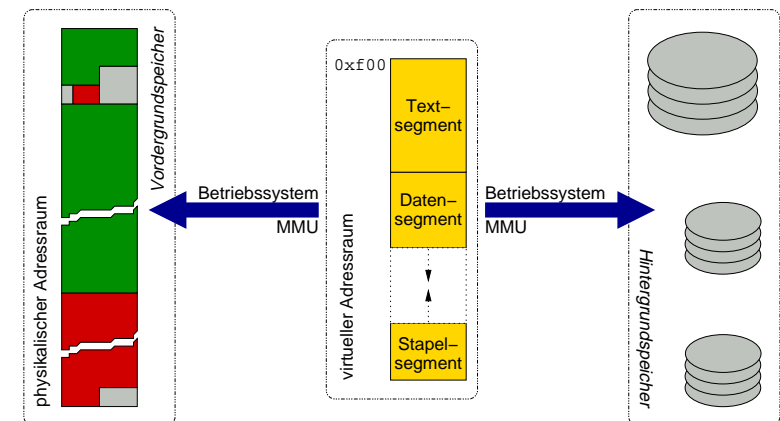 physikalischer Adressraum
Vordergrundspeicher
Betriebssystem
MMU
virtueller Adressraum
0xf00
Text–
segment
Daten–
segment
Stapel–
segment
Betriebssystem
MMU
Hintergrundspeicher